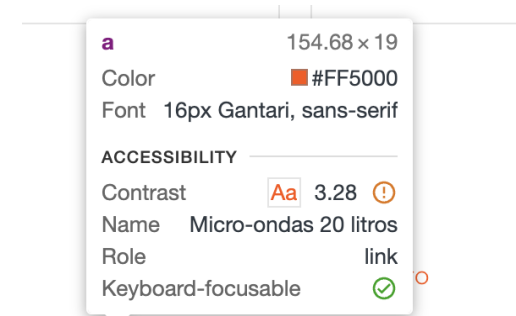 a 154.68 × 19
Color #FF5000
Font 16px Gantari, sans-serif
ACCESSIBILITY
Contrast Aa 3.28
Name Micro-ondas 20 litros
Role link
Keyboard-focusable